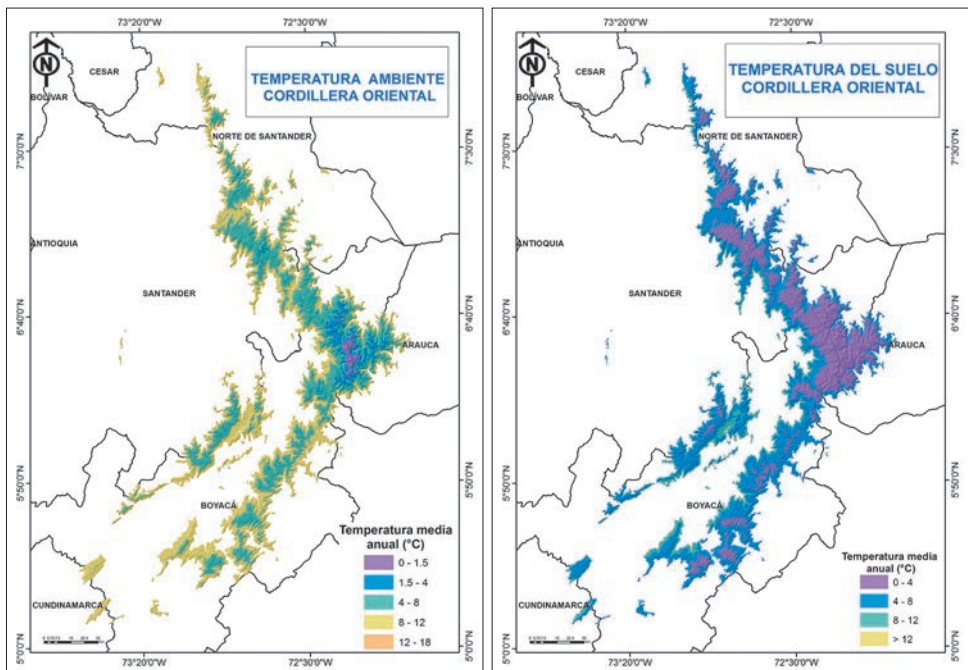 73°20'0"W
72°30'0"W
N
CESAR
TEMPERATURA AMBIENTE
CORDILLERA ORIENTAL
BOLÍVAR
NORTE DE SANTANDER
7°30'0"N
ANTIOQUIA
SANTANDER
6°40'0"N
ARAUCA
5°50'0"N
BOYACÁ
Temperatura media
anual (°C)
0 - 1.5
1.5 - 4
4 - 8
8 - 12
12 - 18
CUNDINAMARCA
5°0'0"N
73°20'0"W
72°30'0"W
73°20'0"W
72°30'0"W
N
CESAR
TEMPERATURA DEL SUELO
CORDILLERA ORIENTAL
BOLÍVAR
NORTE DE SANTANDER
7°30'0"N
ANTIOQUIA
SANTANDER
6°40'0"N
ARAUCA
5°50'0"N
BOYACÁ
Temperatura media
anual (°C)
0 - 4
4 - 8
8 - 12
> 12
CUNDINAMARCA
5°0'0"N
73°20'0"W
72°30'0"W